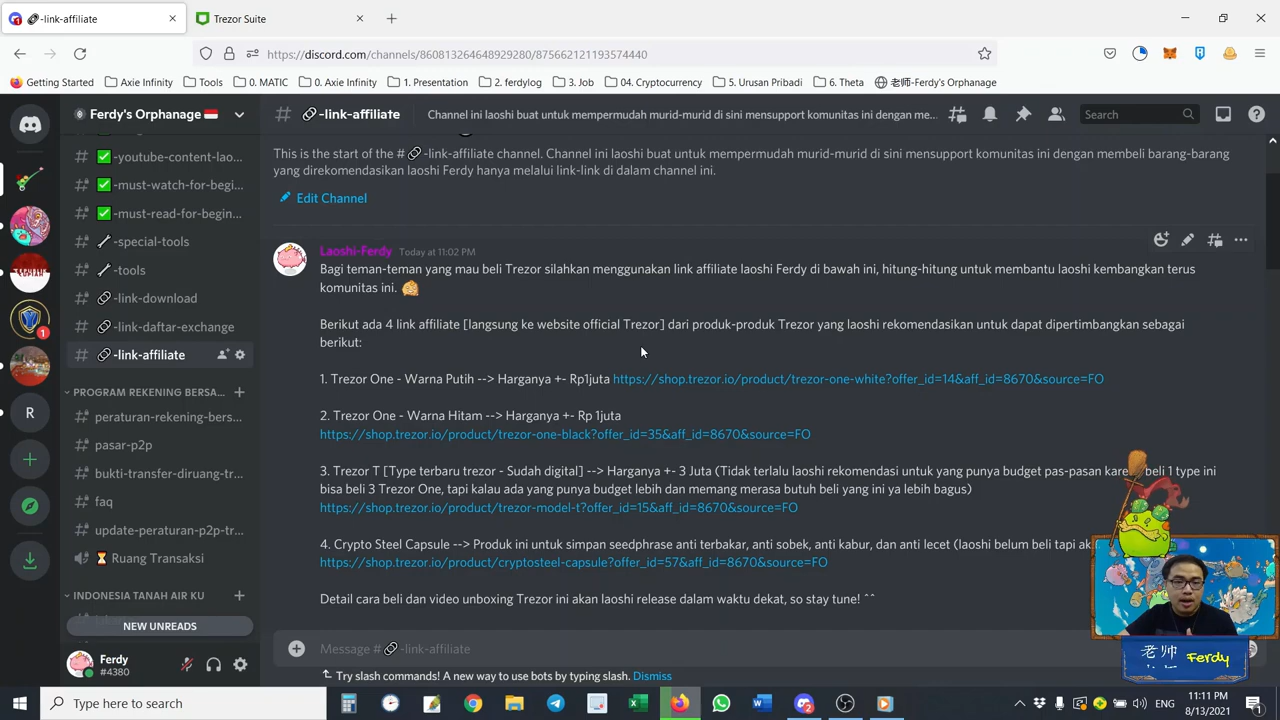 -link-affiliate
Trezor Suite
https://discord.com/channels/860813264648929280/875662121193574440
Getting Started
Axie Infinity
Tools
0. MATIC
0. Axie Infinity
1. Presentation
2. ferdylog
3. Job
04. Cryptocurrency
5. Urusan Pribadi
6. Theta
老师-Ferdy's Orphanage
Ferdy's Orphanage
# -link-affiliate
Channel ini laoshi buat untuk mempermudah murid-murid di sini mensupport komunitas ini dengan me...
Search
-youtube-content-lao...
-must-watch-for-begi...
-must-read-for-begin...
-special-tools
-tools
-link-download
-link-daftar-exchange
-link-affiliate
PROGRAM REKENING BERSA...
peraturan-rekening-bers...
pasar-p2p
bukti-transfer-diruang-tr...
faq
update-peraturan-p2p-tr...
Ruang Transaksi
INDONESIA TANAH AIR KU
NEW UNREADS
Ferdy
#4380
R
1
This is the start of the # -link-affiliate channel. Channel ini laoshi buat untuk mempermudah murid-murid di sini mensupport komunitas ini dengan membeli barang-barang
yang direkomendasikan laoshi Ferdy hanya melalui link-link di dalam channel ini.
Edit Channel
Laoshi-Ferdy Today at 11:02 PM
Bagi teman-teman yang mau beli Trezor silahkan menggunakan link affiliate laoshi Ferdy di bawah ini, hitung-hitung untuk membantu laoshi kembangkan terus
komunitas ini.
Berikut ada 4 link affiliate [langsung ke website official Trezor] dari produk-produk Trezor yang laoshi rekomendasikan untuk dapat dipertimbangkan sebagai
berikut:
1. Trezor One - Warna Putih --> Harganya +- Rp1juta https://shop.trezor.io/product/trezor-one-white?offer_id=14&aff_id=8670&source=FO
2. Trezor One - Warna Hitam --> Harganya +- Rp 1juta
https://shop.trezor.io/product/trezor-one-black?offer_id=35&aff_id=8670&source=FO
3. Trezor T [Type terbaru trezor - Sudah digital] --> Harganya +- 3 Juta (Tidak terlalu laoshi rekomendasi untuk yang punya budget pas-pasan kare beli 1 type ini
bisa beli 3 Trezor One, tapi kalau ada yang punya budget lebih dan memang merasa butuh beli yang ini ya lebih bagus)
https://shop.trezor.io/product/trezor-model-t?offer_id=15&aff_id=8670&source=FO
4. Crypto Steel Capsule --> Produk ini untuk simpan seedphrase anti terbakar, anti sobek, anti kabur, dan anti lecet (laoshi belum beli tapi ak
https://shop.trezor.io/product/cryptosteel-capsule?offer_id=57&aff_id=8670&source=FO
Detail cara beli dan video unboxing Trezor ini akan laoshi release dalam waktu dekat, so stay tune! ^^
Message # -link-affiliate
Try slash commands! A new way to use bots by typing slash. Dismiss
老师 Ferdy
Type here to search
ENG
11:11 PM
8/13/2021
1